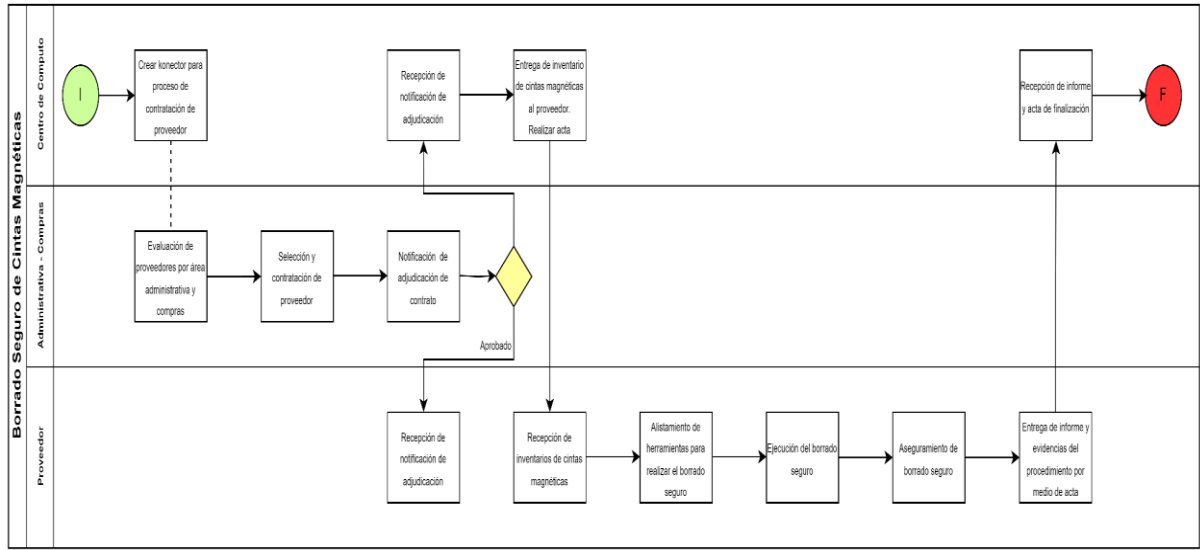 Borrado Seguro de Cintas Magnéticas
Centro de Computo
I
Crear konector para
proceso de
contratación de
proveedor
Recepción de
notificación de
adjudicación
Entrega de inventario
de cintas magnéticas
al proveedor.
Realizar acta
Recepción de informe
y acta de finalización
F
Administrativa - Compras
Evaluación de
proveedores por área
administrativa y
compras
Selección y
contratación de
proveedor
Notificación de
adjudicación de
contrato
Aprobado
Proveedor
Recepción de
notificación de
adjudicación
Recepción de
inventarios de cintas
magnéticas
Alistamiento de
herramientas para
realizar el borrado
seguro
Ejecución del borrado
seguro
Aseguramiento de
borrado seguro
Entrega de informe y
evidencias del
procedimiento por
medio de acta